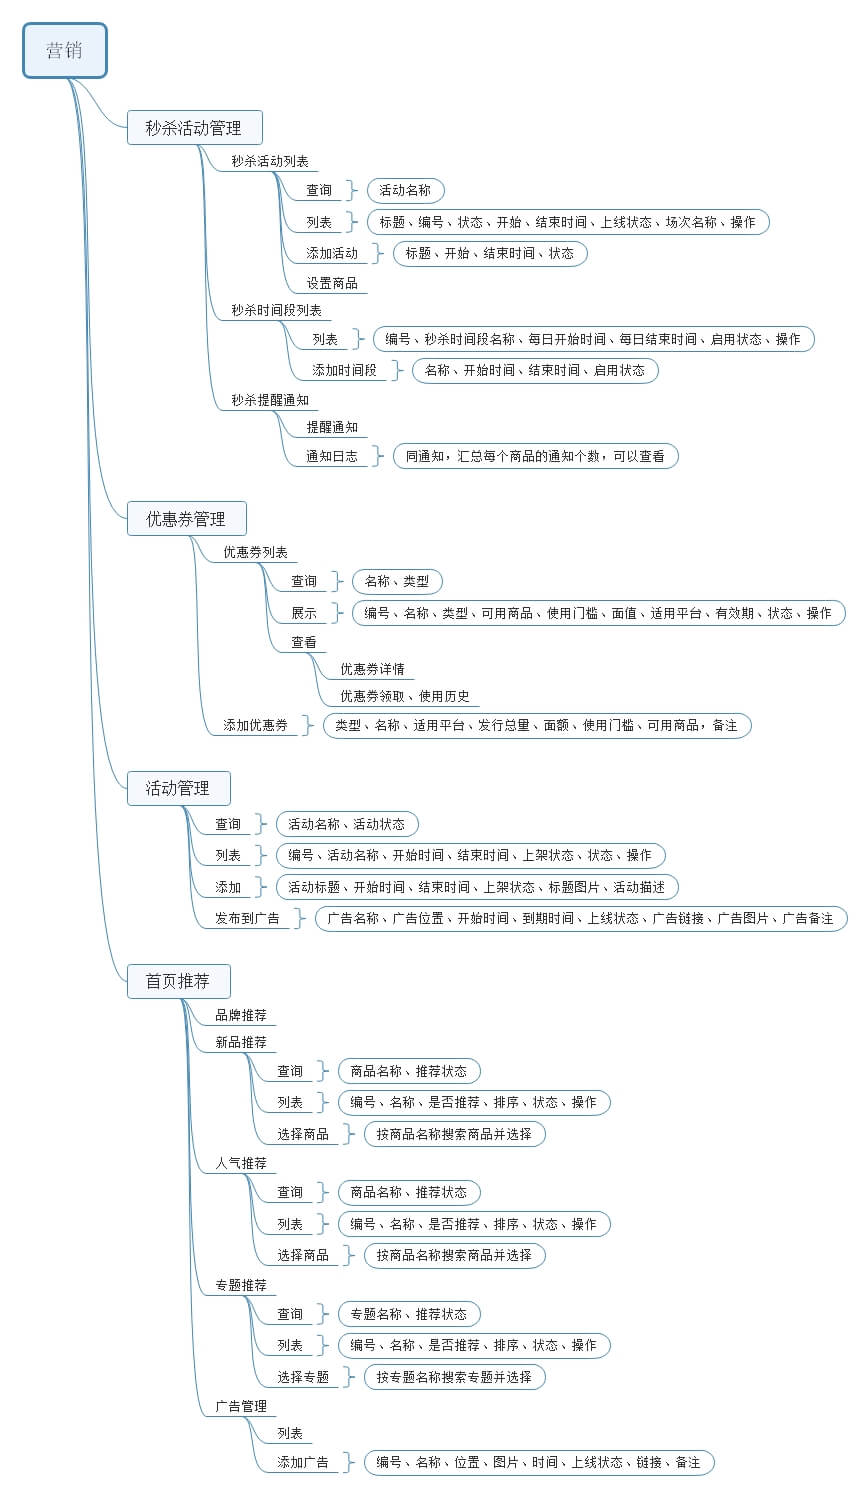 营销
秒杀活动管理
秒杀活动列表
查询 活动名称
列表 标题、编号、状态、开始、结束时间、上线状态、场次名称、操作
添加活动 标题、开始、结束时间、状态
设置商品
秒杀时间段列表
列表 编号、秒杀时间段名称、每日开始时间、每日结束时间、启用状态、操作
添加时间段 名称、开始时间、结束时间、启用状态
秒杀提醒通知
提醒通知
通知日志 同通知，汇总每个商品的通知个数，可以查看
优惠券管理
优惠券列表
查询 名称、类型
展示 编号、名称、类型、可用商品、使用门槛、面值、适用平台、有效期、状态、操作
查看
优惠券详情
优惠券领取、使用历史
添加优惠券 类型、名称、适用平台、发行总量、面额、使用门槛、可用商品，备注
活动管理
查询 活动名称、活动状态
列表 编号、活动名称、开始时间、结束时间、上架状态、状态、操作
添加 活动标题、开始时间、结束时间、上架状态、标题图片、活动描述
发布到广告 广告名称、广告位置、开始时间、到期时间、上线状态、广告链接、广告图片、广告备注
首页推荐
品牌推荐
新品推荐
查询 商品名称、推荐状态
列表 编号、名称、是否推荐、排序、状态、操作
选择商品 按商品名称搜索商品并选择
人气推荐
查询 商品名称、推荐状态
列表 编号、名称、是否推荐、排序、状态、操作
选择商品 按商品名称搜索商品并选择
专题推荐
查询 专题名称、推荐状态
列表 编号、名称、是否推荐、排序、状态、操作
选择专题 按专题名称搜索专题并选择
广告管理
列表
添加广告 编号、名称、位置、图片、时间、上线状态、链接、备注